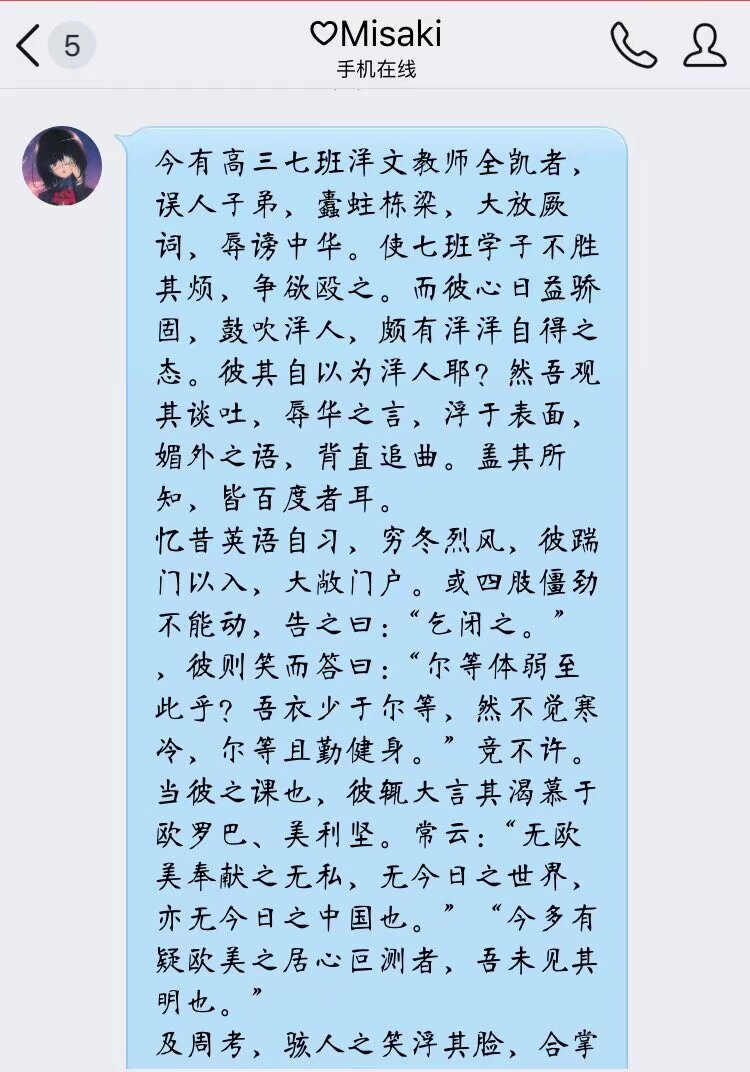 5
♡Misaki
手机在线
今有高三七班洋文教师全凯者，
误人子弟，蠹蛀栋梁，大放厥
词，辱谤中华。使七班学子不胜
其烦，争欲殴之。而彼心日益骄
固，鼓吹洋人，颇有洋洋自得之
态。彼其自以为洋人耶？然吾观
其谈吐，辱华之言，浮于表面，
媚外之语，背直追曲。盖其所
知，皆百度者耳。
忆昔英语自习，穷冬烈风，彼踹
门以入，大敞门户。或四肢僵劲
不能动，告之曰：“乞闭之。”
，彼则笑而答曰：“尔等体弱至
此乎？吾衣少于尔等，然不觉寒
冷，尔等且勤健身。”竞不许。
当彼之课也，彼辄大言其渴慕于
欧罗巴、美利坚。常云：“无欧
美奉献之无私，无今日之世界，
亦无今日之中国也。”“今多有
疑欧美之居心叵测者，吾未见其
明也。”
及周考，骇人之笑浮其脸，合掌